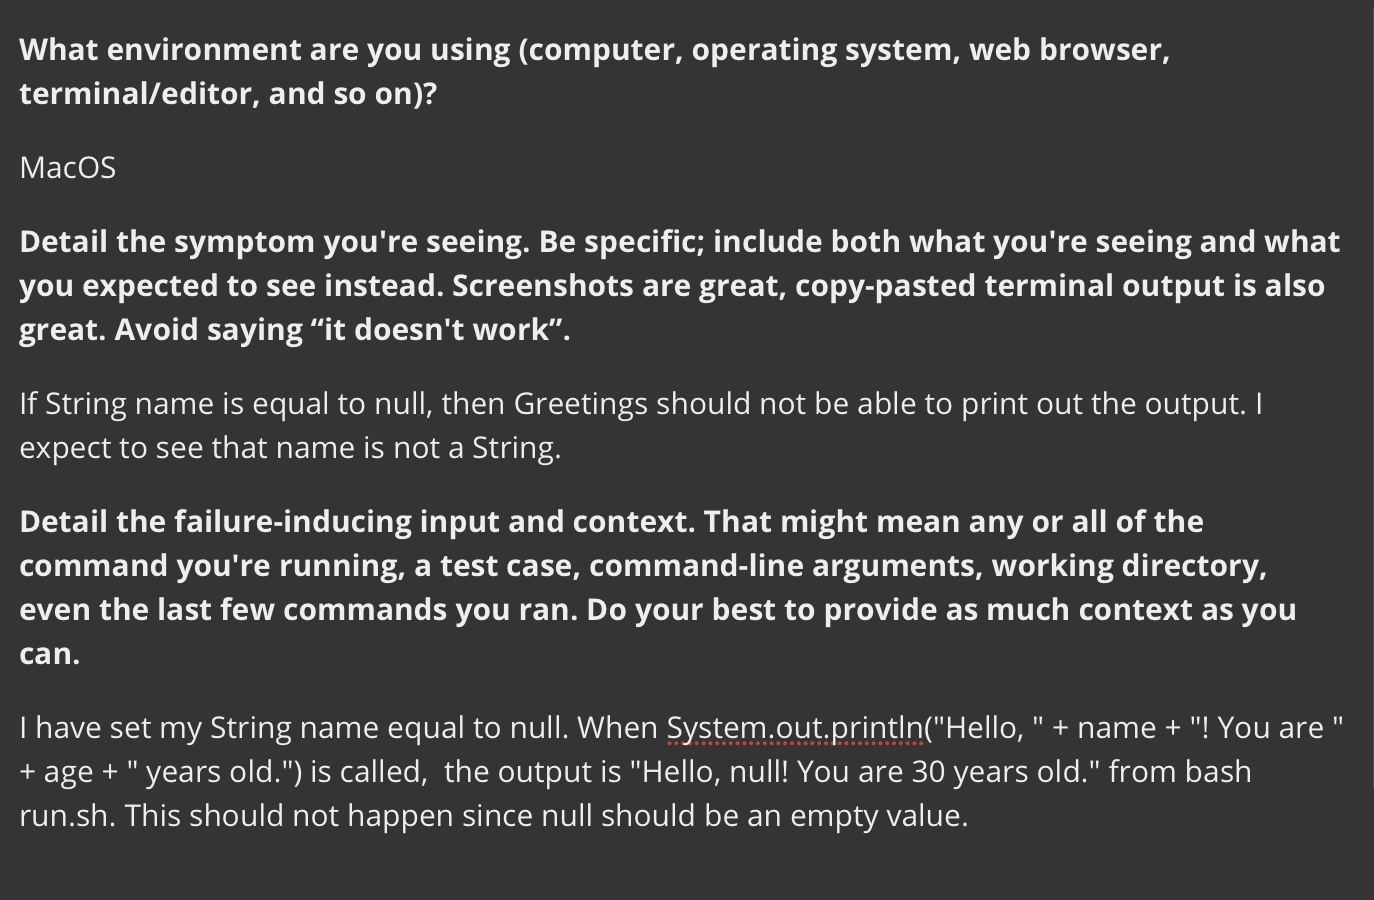 What environment are you using (computer, operating system, web browser,
terminal/editor, and so on)?
MacOS
Detail the symptom you're seeing. Be specific; include both what you're seeing and what
you expected to see instead. Screenshots are great, copy-pasted terminal output is also
great. Avoid saying “it doesn't work”.
If String name is equal to null, then Greetings should not be able to print out the output. I
expect to see that name is not a String.
Detail the failure-inducing input and context. That might mean any or all of the
command you're running, a test case, command-line arguments, working directory,
even the last few commands you ran. Do your best to provide as much context as you
can.
I have set my String name equal to null. When System.out.println("Hello, " + name + "! You are "
+ age + " years old.") is called,  the output is "Hello, null! You are 30 years old." from bash
run.sh. This should not happen since null should be an empty value.